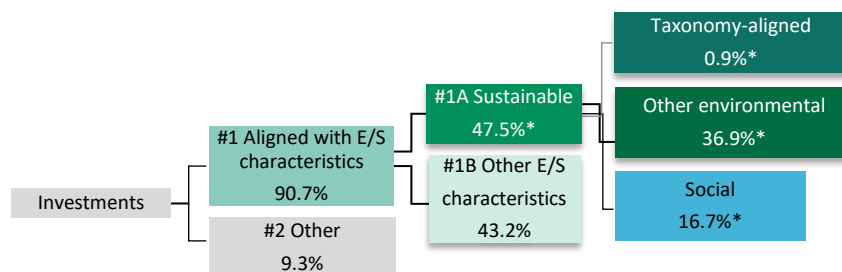 Investments
#1 Aligned with E/S
characteristics
90.7%
#2 Other
9.3%
#1A Sustainable
47.5%*
#1B Other E/S
characteristics
43.2%
Taxonomy-aligned
0.9%*
Other environmental
36.9%*
Social
16.7%*